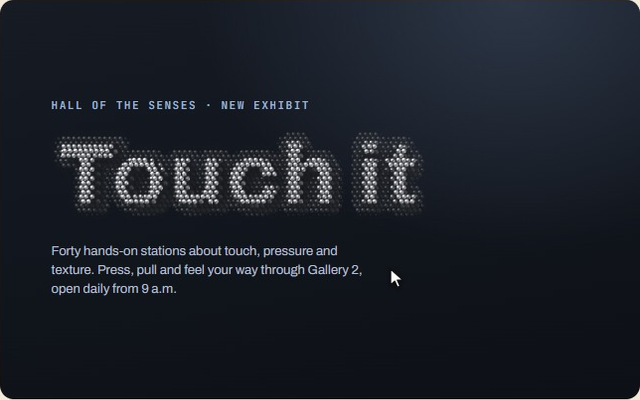 HALL OF THE SENSES · NEW EXHIBIT
Touch it
Forty hands-on stations about touch, pressure and
texture. Press, pull and feel your way through Gallery 2,
open daily from 9 a.m.